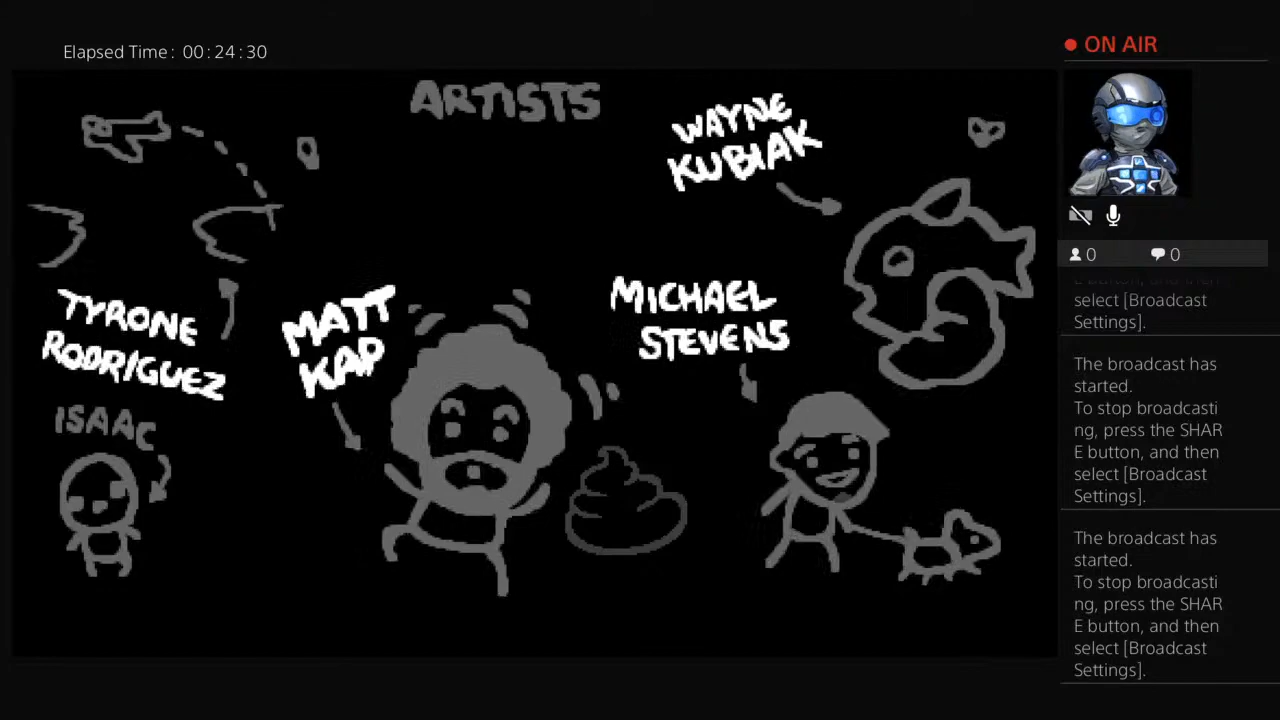 Elapsed Time: 00:24:30
ON AIR
ARTISTS
WAYNE
KUBIAK
TYRONE
RODRIGUEZ
MATT
KAP
MICHAEL
STEVENS
ISAAC
0
0
select [Broadcast
Settings].
The broadcast has
started.
To stop broadcasti
ng, press the SHAR
E button, and then
select [Broadcast
Settings].
The broadcast has
started.
To stop broadcasti
ng, press the SHAR
E button, and then
select [Broadcast
Settings].